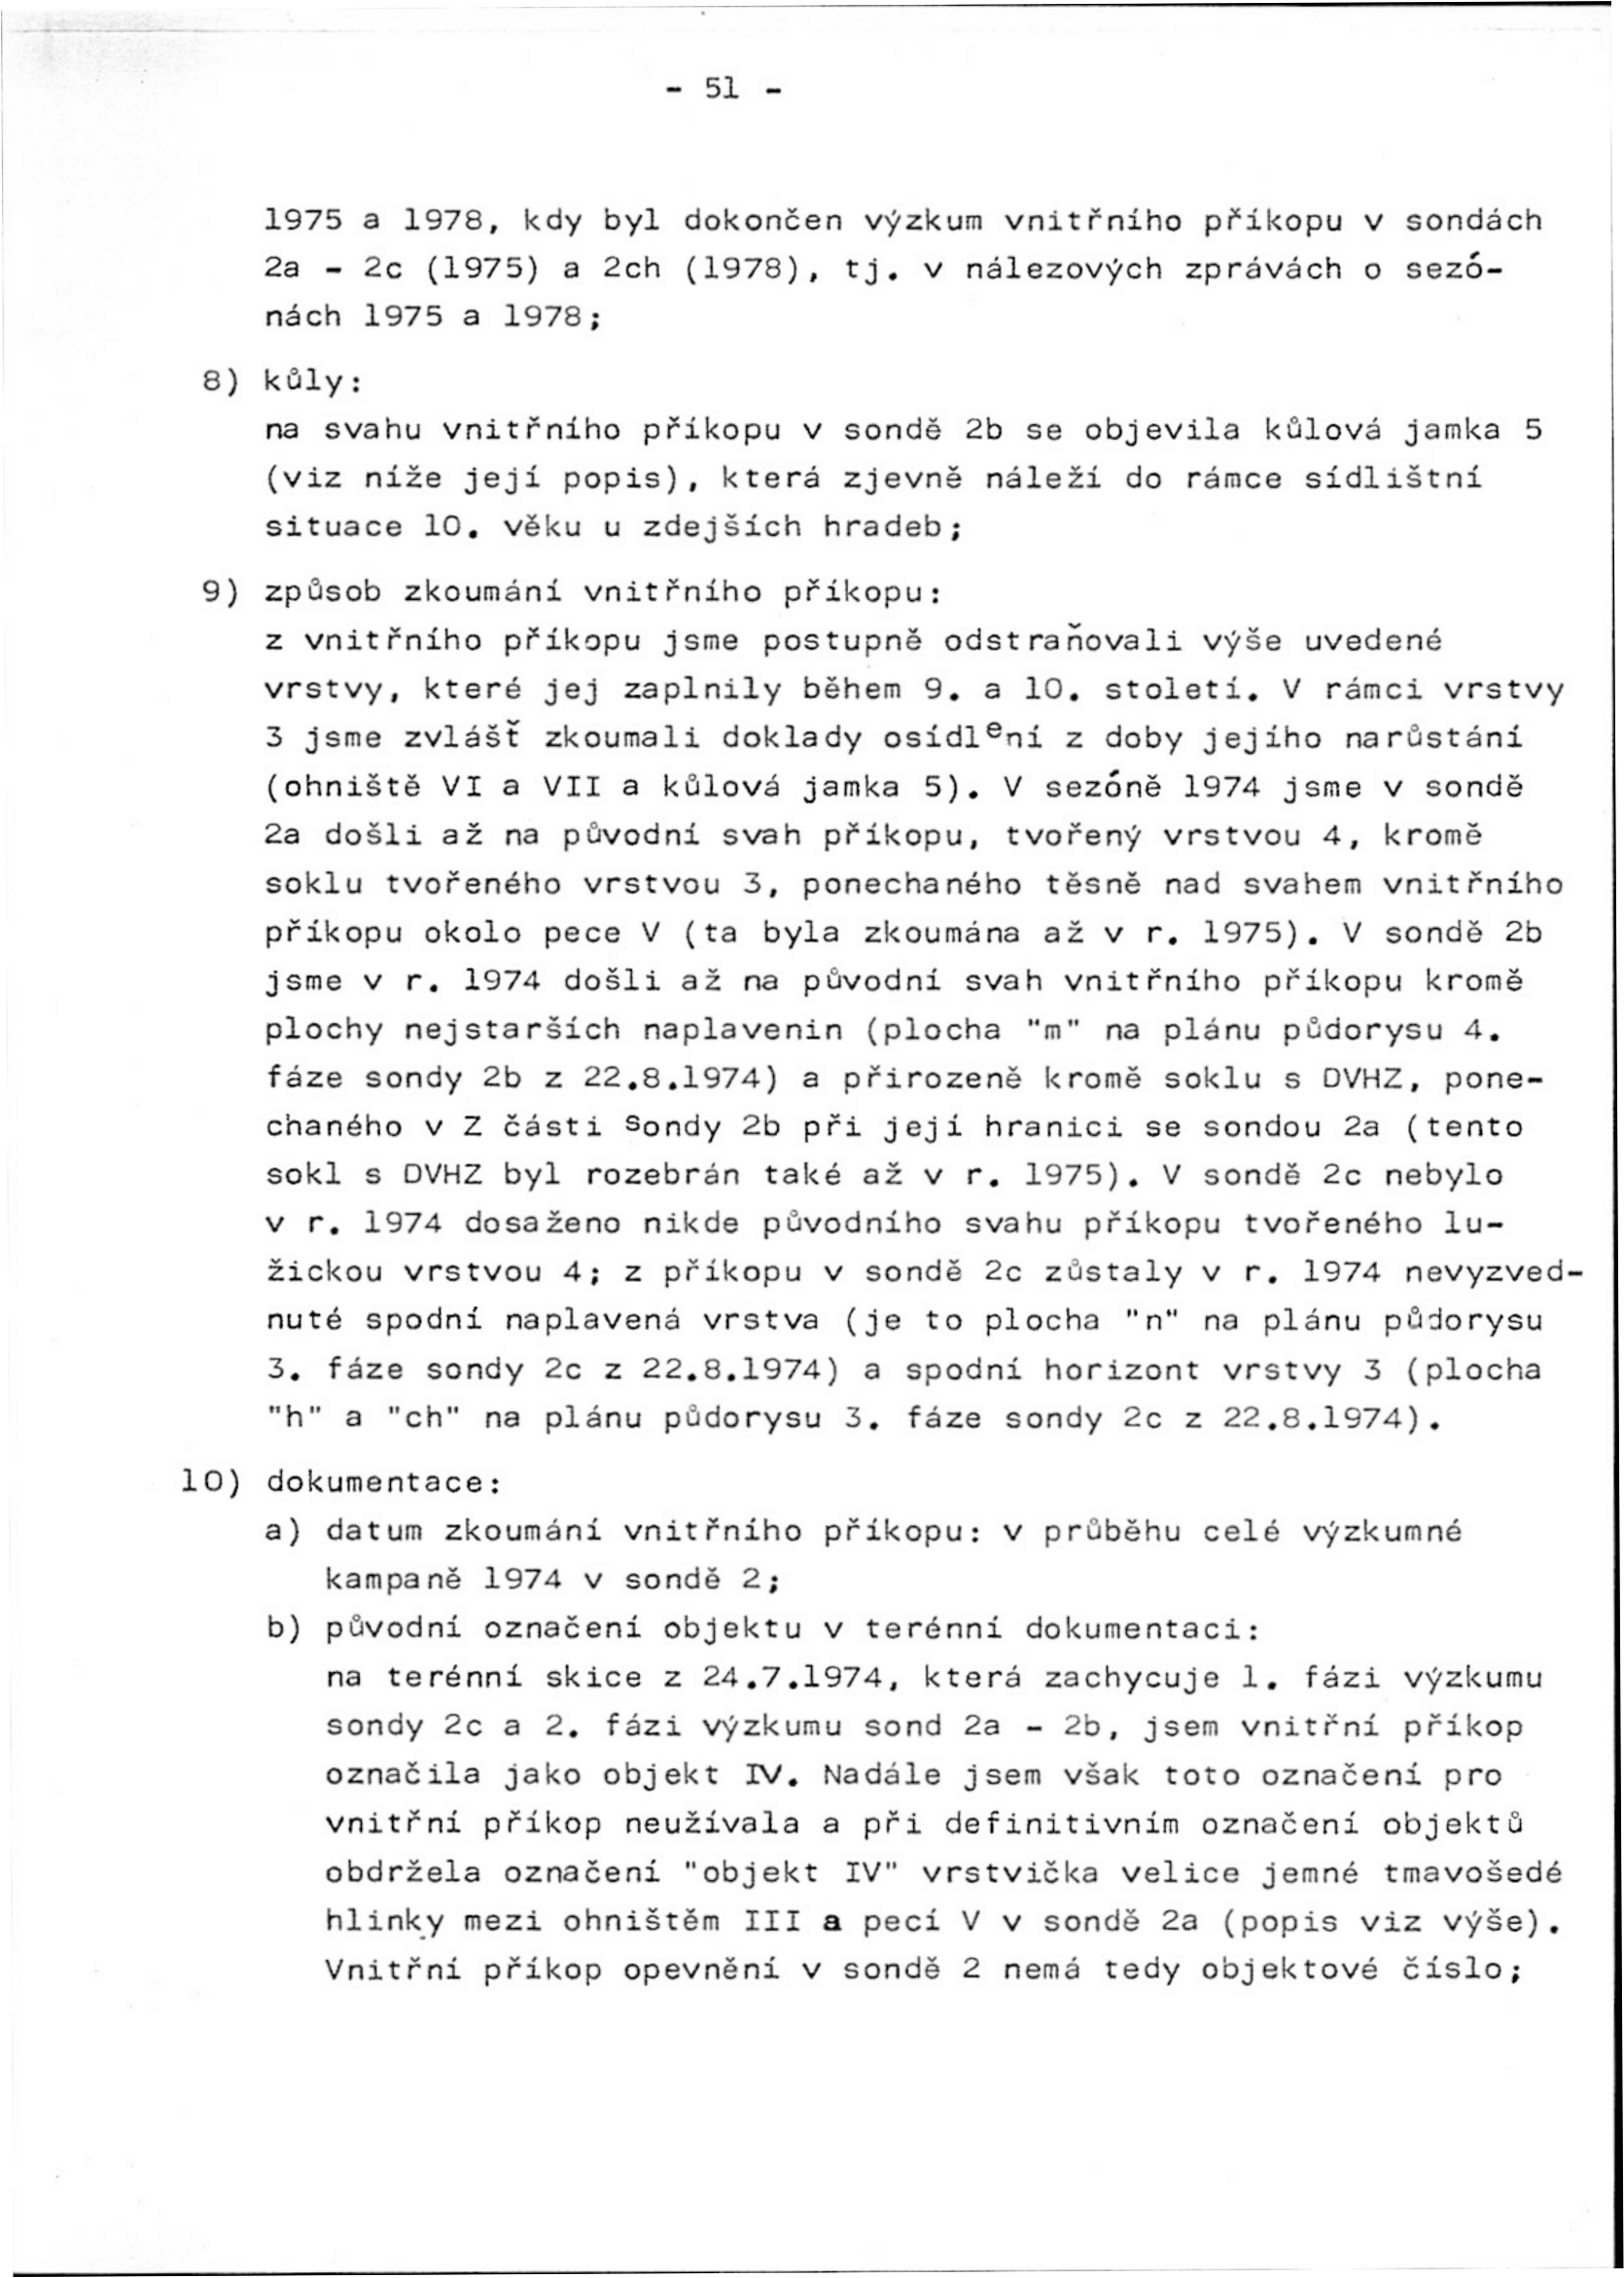 - 51 -
1975 a 1978, kdy byl dokončen výzkum vnitřního příkopu v sondách
2a - 2c (1975) a 2ch (1978), tj. v nálezových zprávách o sezó-
nách 1975 a 1978;
8) kůly:
na svahu vnitřního příkopu v sondě 2b se objevila kůlová jamka 5
(viz níže její popis), která zjevně náleží do rámce sídlištní
situace 10. věku u zdejších hradeb;
9) způsob zkoumání vnitřního příkopu:
z vnitřního příkopu jsme postupně odstraňovali výše uvedené
vrstvy, které jej zaplnily během 9. a 10. století. V rámci vrstvy
3 jsme zvlášť zkoumali doklady osídlení z doby jejího narůstání
(ohniště VI a VII a kůlová jamka 5). V sezóně 1974 jsme v sondě
2a došli až na původní svah příkopu, tvořený vrstvou 4, kromě
soklu tvořeného vrstvou 3, ponechaného těsně nad svahem vnitřního
příkopu okolo pece V (ta byla zkoumána až v r. 1975). V sondě 2b
jsme v r. 1974 došli až na původní svah vnitřního příkopu kromě
plochy nejstarších naplavenin (plocha "m" na plánu půdorysu 4.
fáze sondy 2b z 22.8.1974) a přirozeně kromě soklu s DVHZ, pone-
chaného v Z části sondy 2b při její hranici se sondou 2a (tento
sokl s DVHZ byl rozebrán také až v r. 1975). V sondě 2c nebylo
v r. 1974 dosaženo nikde původního svahu příkopu tvořeného lu-
žickou vrstvou 4; z příkopu v sondě 2c zůstaly v r. 1974 nevyzved-
nuté spodní naplavená vrstva (je to plocha "n" na plánu půdorysu
3. fáze sondy 2c z 22.8.1974) a spodní horizont vrstvy 3 (plocha
"h" a "ch" na plánu půdorysu 3. fáze sondy 2c z 22.8.1974).
10) dokumentace:
a) datum zkoumání vnitřního příkopu: v průběhu celé výzkumné
kampaně 1974 v sondě 2;
b) původní označení objektu v terénní dokumentaci:
na terénní skice z 24.7.1974, která zachycuje 1. fázi výzkumu
sondy 2c a 2. fázi výzkumu sond 2a - 2b, jsem vnitřní příkop
označila jako objekt IV. Nadále jsem však toto označení pro
vnitřní příkop neužívala a při definitivním označení objektů
obdržela označení "objekt IV" vrstvička velice jemné tmavošedé
hlinky mezi ohništěm III a pecí V v sondě 2a (popis viz výše).
Vnitřní příkop opevnění v sondě 2 nemá tedy objektové číslo;